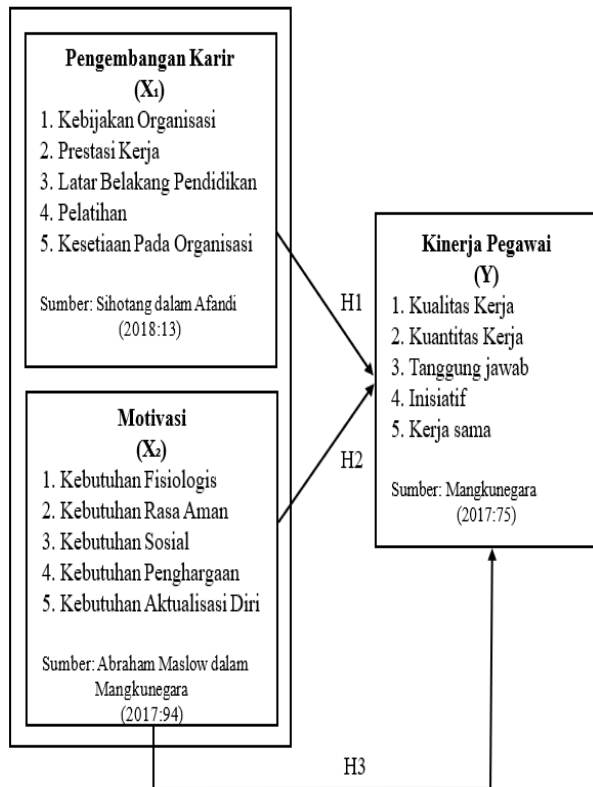 Pengembangan Karir
(X₁)
1. Kebijakan Organisasi
2. Prestasi Kerja
3. Latar Belakang Pendidikan
4. Pelatihan
5. Kesetiaan Pada Organisasi
Sumber: Sihotang dalam Afandi
(2018:13)
Motivasi
(X₂)
1. Kebutuhan Fisiologis
2. Kebutuhan Rasa Aman
3. Kebutuhan Sosial
4. Kebutuhan Penghargaan
5. Kebutuhan Aktualisasi Diri
Sumber: Abraham Maslow dalam
Mangkunegara
(2017:94)
H1
H2
Kinerja Pegawai
(Y)
1. Kualitas Kerja
2. Kuantitas Kerja
3. Tanggung jawab
4. Inisiatif
5. Kerja sama
Sumber: Mangkunegara
(2017:75)
H3